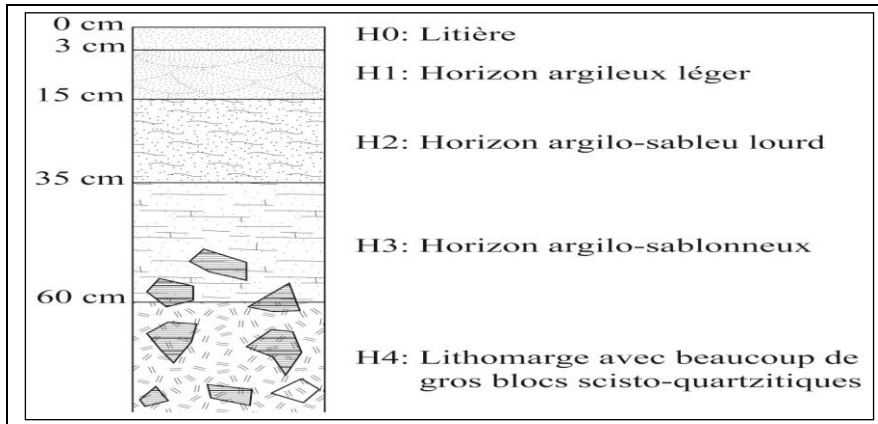 0 cm
H0: Litière
3 cm
H1: Horizon argileux léger
15 cm
H2: Horizon argilo-sableu lourd
35 cm
H3: Horizon argilo-sablonneux
60 cm
H4: Lithomarge avec beaucoup de
gros blocs scisto-quartzitiques